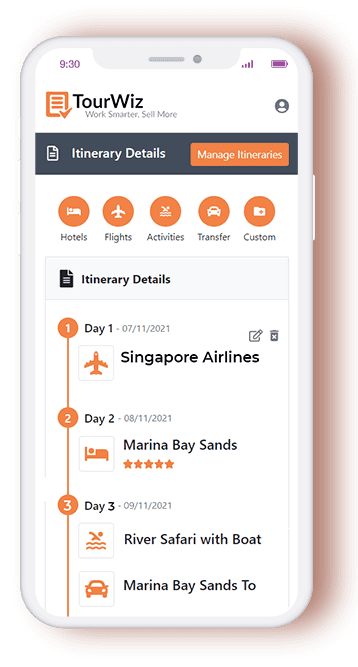 9:30
TourWiz
Work Smarter. Sell More
Itinerary Details
Manage Itineraries
Hotels Flights Activities Transfer Custom
Itinerary Details
1 Day 1 - 07/11/2021
Singapore Airlines
2 Day 2 - 08/11/2021
Marina Bay Sands
3 Day 3 - 09/11/2021
River Safari with Boat
Marina Bay Sands To